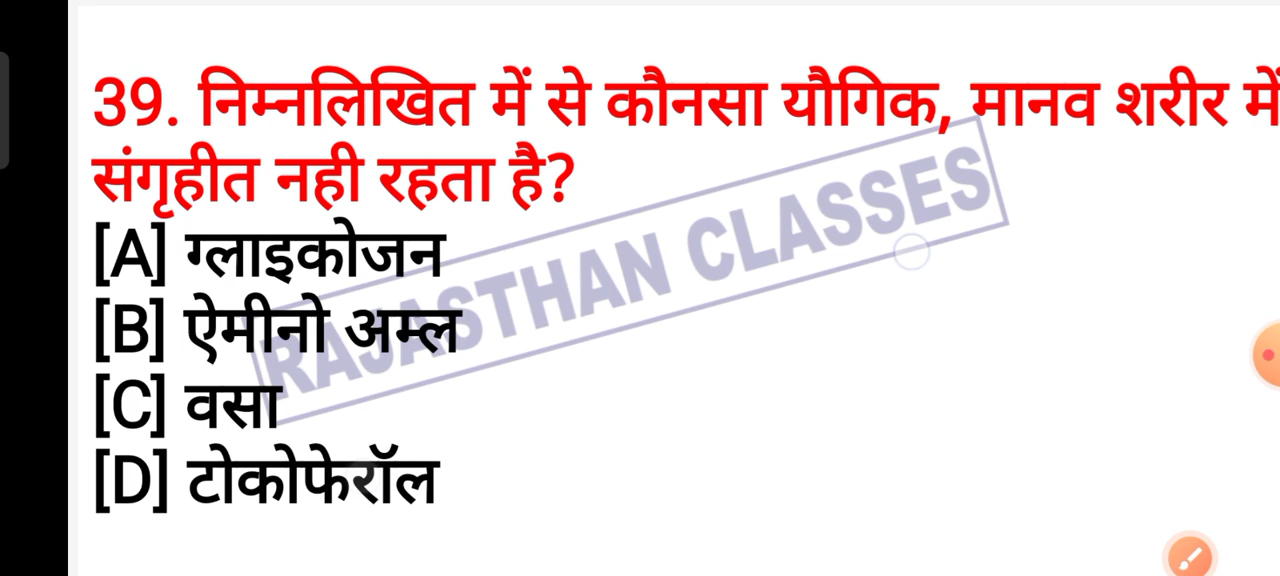 39. निम्नलिखित में से कौनसा यौगिक, मानव शरीर में
संगृहीत नही रहता है?
[A] ग्लाइकोजन
[B] ऐमीनो अम्ल
[C] वसा
[D] टोकोफेरॉल
RAJASTHAN CLASSES